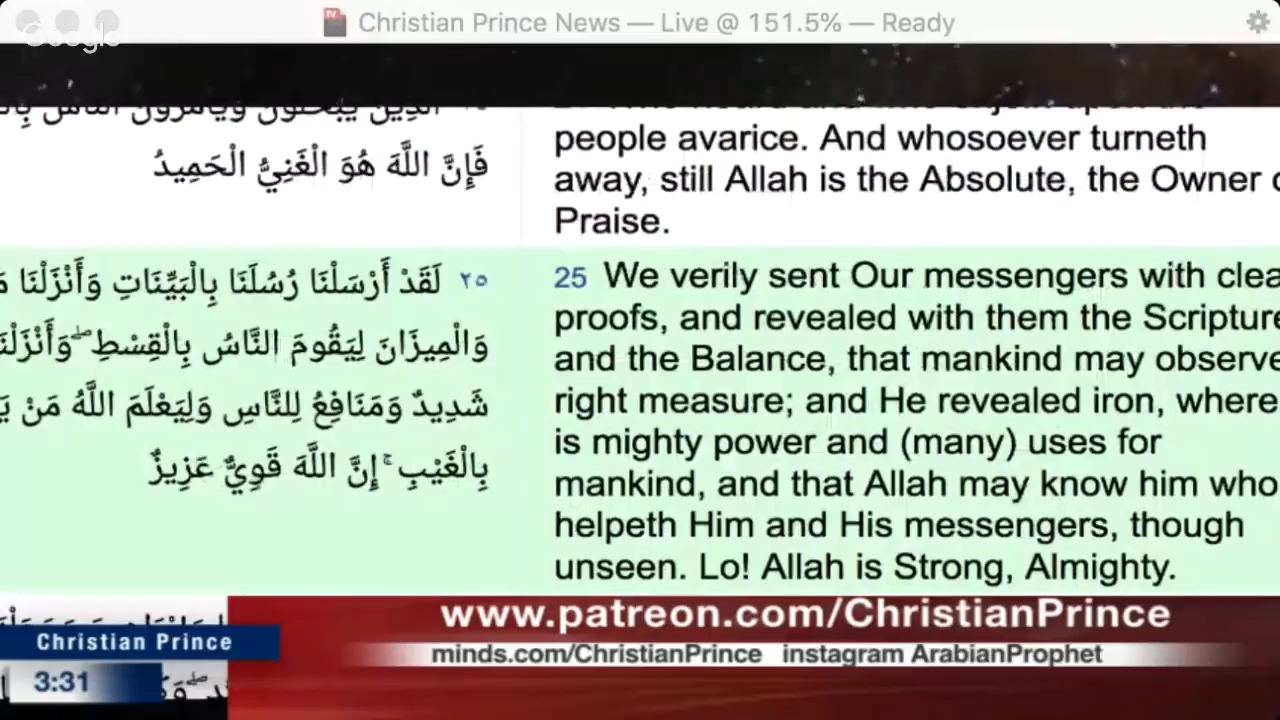 Christian Prince News — Live @ 151.5% — Ready
Google
فَإِنَّ اللَّهَ هُوَ الْغَنِيُّ الْحَمِيدُ
people avarice. And whosoever turneth
away, still Allah is the Absolute, the Owner
Praise.
٢٥ لَقَدْ أَرْسَلْنَا رُسُلَنَا بِالْبَيِّنَاتِ وَأَنْزَلْنَا
وَالْمِيزَانَ لِيَقُومَ النَّاسُ بِالْقِسْطِ ۖ
شَدِيدٌ وَمَنَافِعُ لِلنَّاسِ وَلِيَعْلَمَ اللَّهُ مَنْ
بِالْغَيْبِ ۚ إِنَّ اللَّهَ قَوِيٌّ عَزِيزٌ
25 We verily sent Our messengers with clea
proofs, and revealed with them the Scripture
and the Balance, that mankind may observe
right measure; and He revealed iron, where
is mighty power and (many) uses for
mankind, and that Allah may know him who
helpeth Him and His messengers, though
unseen. Lo! Allah is Strong, Almighty.
www.patreon.com/ChristianPrince
Christian Prince
minds.com/ChristianPrince instagram ArabianProphet
3:31